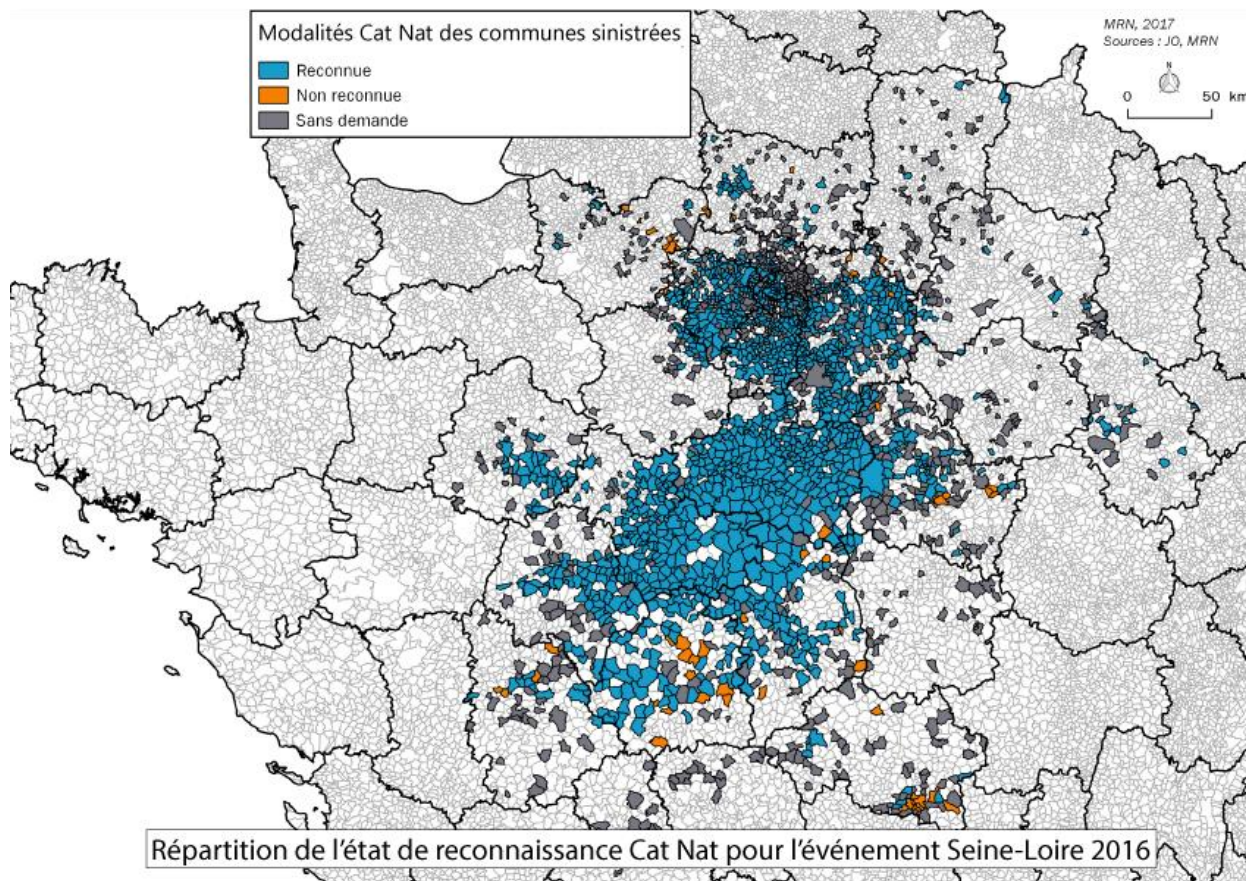 Modalités Cat Nat des communes sinistrées
Reconnue
Non reconnue
Sans demande
MRN, 2017
Sources : JO, MRN
N
0 50 km
Répartition de l'état de reconnaissance Cat Nat pour l'événement Seine-Loire 2016